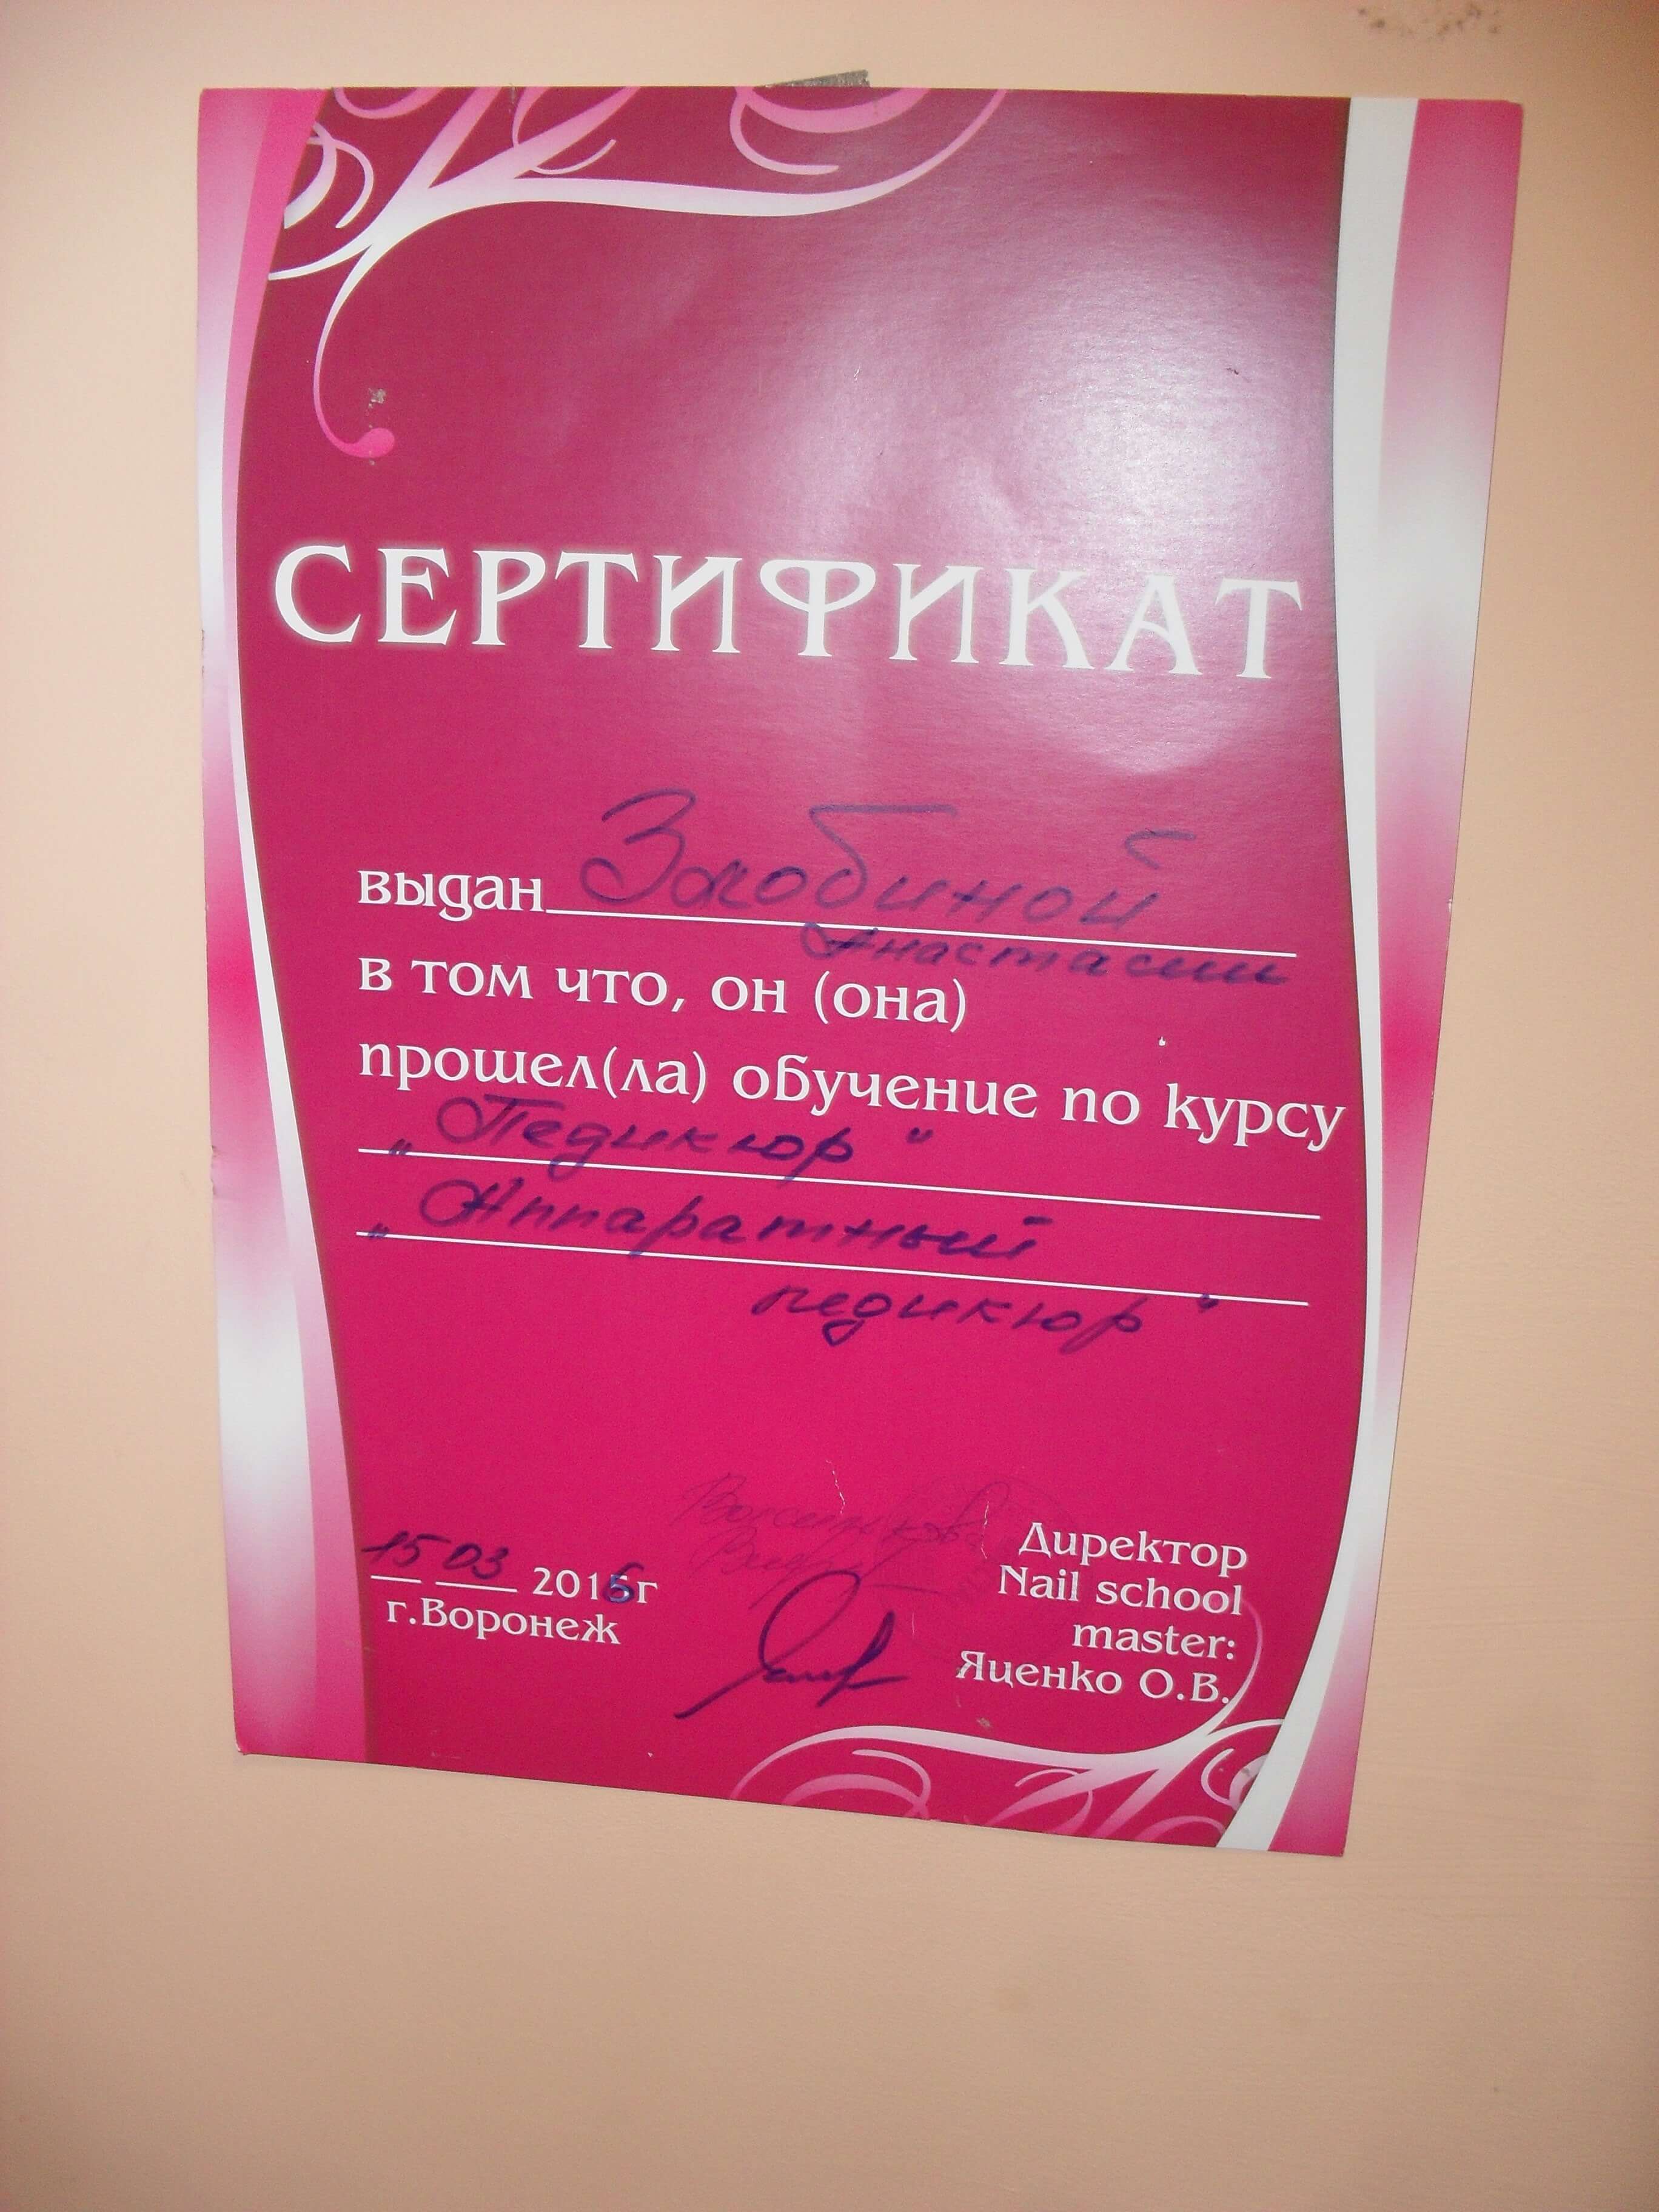 СЕРТИФИКАТ
выдан Злобиной
Анастасии
в том что, он (она)
прошел(ла) обучение по курсу
„Педикюр"
„Аппаратный
педикюр"
15 03 2016г
г.Воронеж
Директор
Nail school
master:
Яценко О.В.